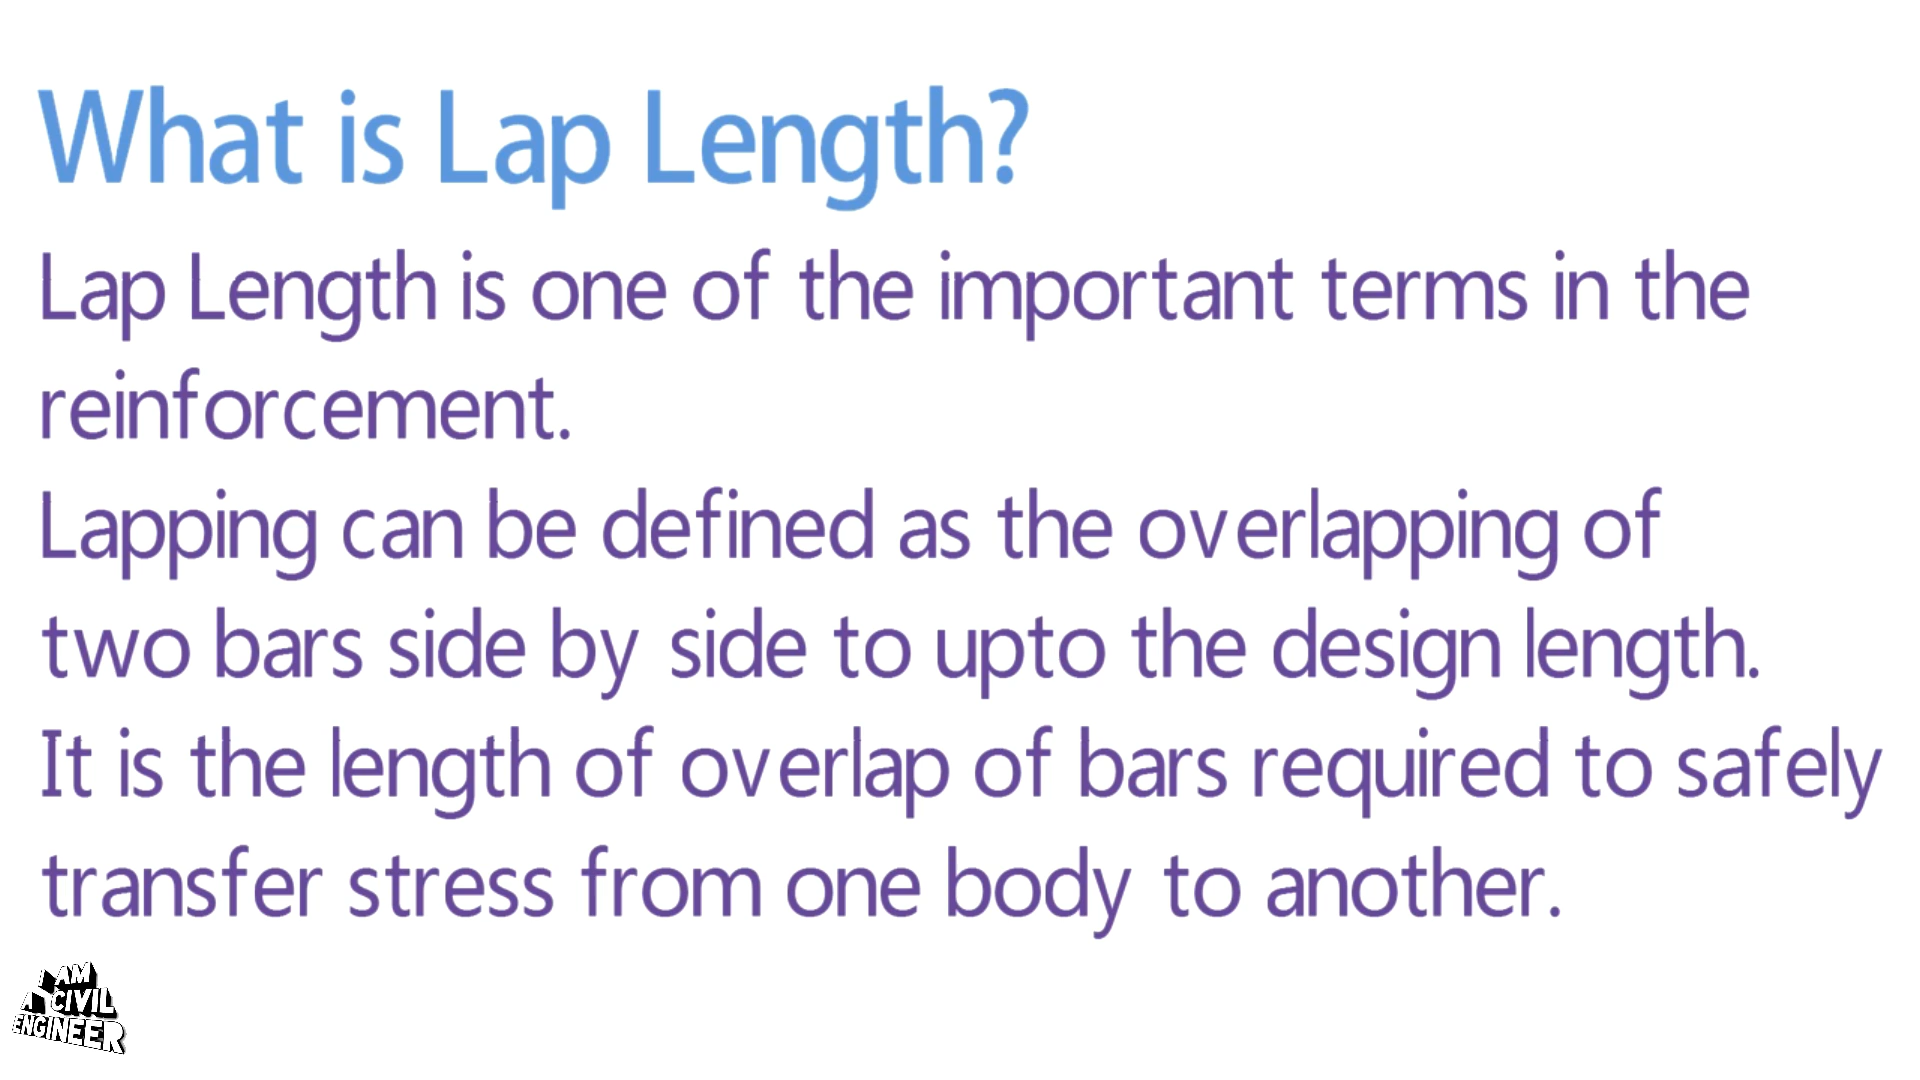 What is Lap Length?
Lap Length is one of the important terms in the
reinforcement.
Lapping can be defined as the overlapping of
two bars side by side to upto the design length.
It is the length of overlap of bars required to safely
transfer stress from one body to another.
I AM
A CIVIL
ENGINEER